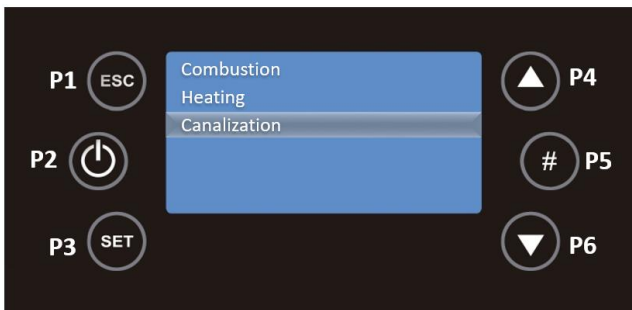 P1 ESC
P2
P3 SET
Combustion
Heating
Canalization
P4
# P5
P6